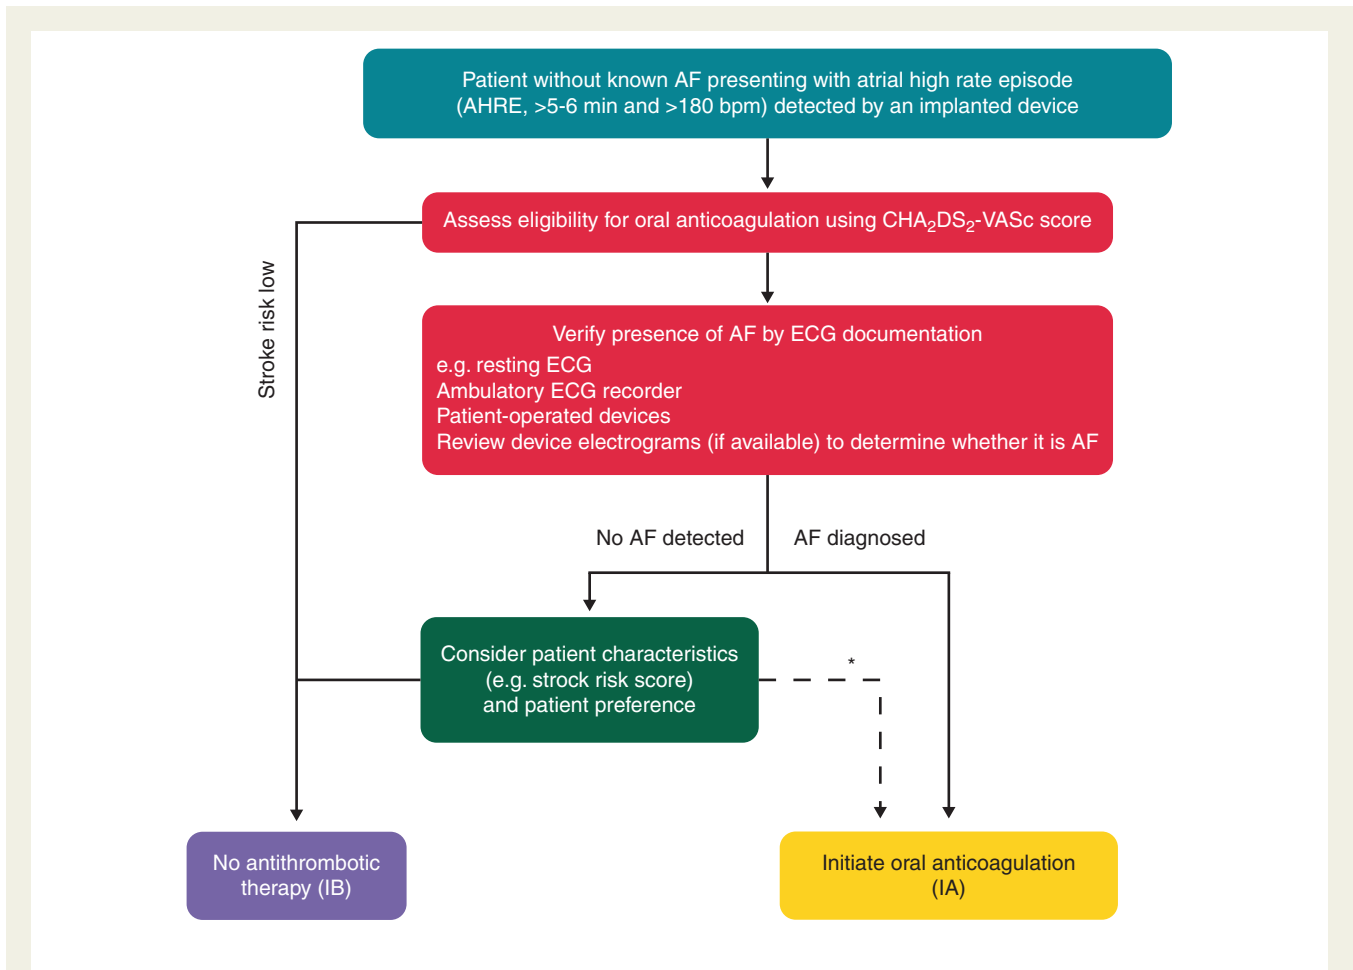 Patient without known AF presenting with atrial high rate episode
(AHRE, >5-6 min and >180 bpm) detected by an implanted device
Assess eligibility for oral anticoagulation using CHA₂DS₂-VASc score
Stroke risk low
Verify presence of AF by ECG documentation
e.g. resting ECG
Ambulatory ECG recorder
Patient-operated devices
Review device electrograms (if available) to determine whether it is AF
No AF detected
AF diagnosed
Consider patient characteristics
(e.g. strock risk score)
and patient preference
*
No antithrombotic
therapy (IB)
Initiate oral anticoagulation
(IA)